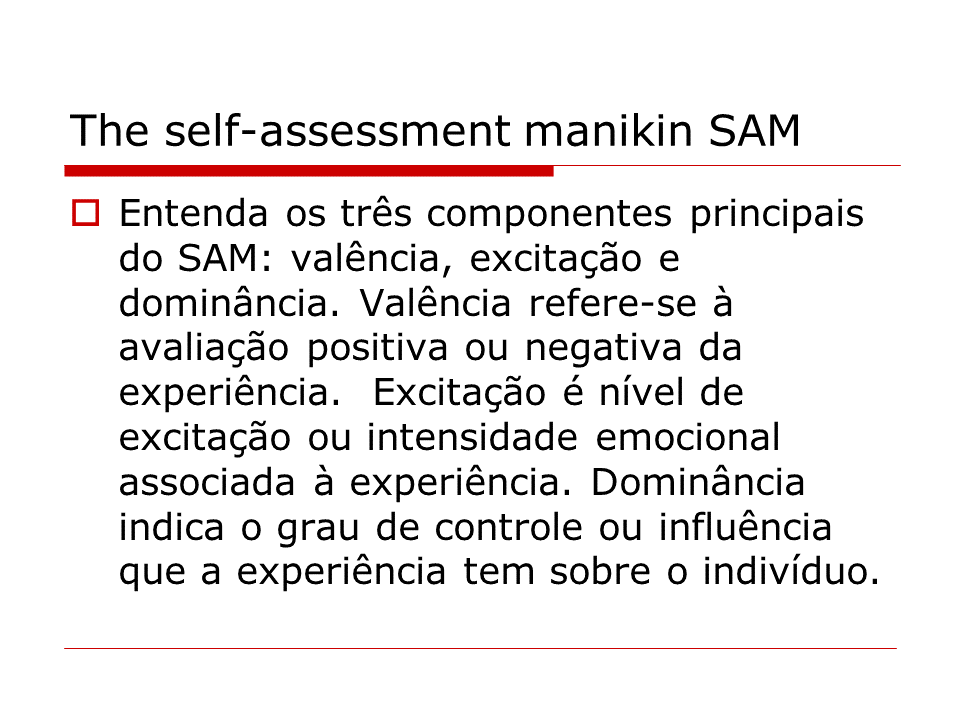 The self-assessment manikin SAM
Entenda os três componentes principais
do SAM: valência, excitação e
dominância. Valência refere-se à
avaliação positiva ou negativa da
experiência.  Excitação é nível de
excitação ou intensidade emocional
associada à experiência. Dominância
indica o grau de controle ou influência
que a experiência tem sobre o indivíduo.